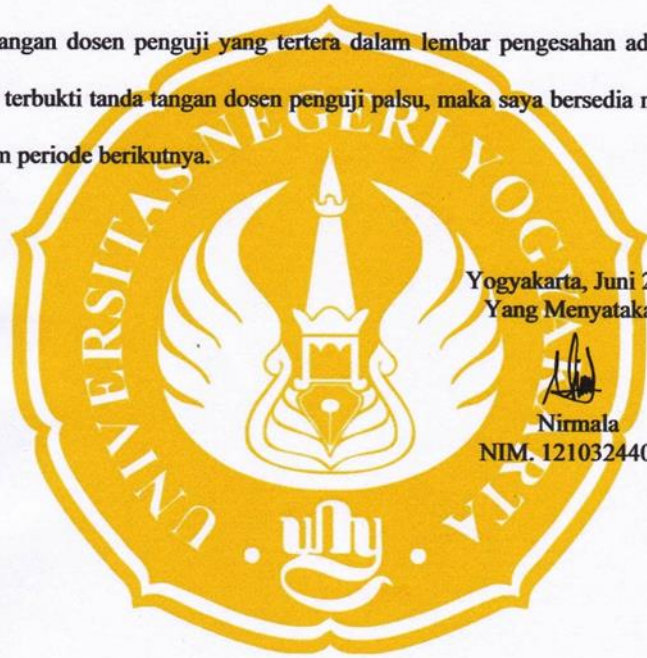 angan dosen penguji yang tertera dalam lembar pengesahan ad
terbukti tanda tangan dosen penguji palsu, maka saya bersedia
m periode berikutnya.
UNIVERSITAS NEGERI YOGYAKARTA
Yogyakarta, Juni 2
Yang Menyataka
Nirmala
NIM. 121032440
uny